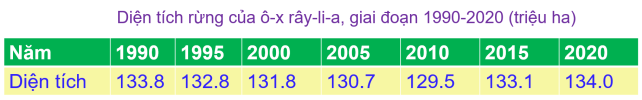 Diện tích rừng của ô-x rây-li-a, giai đoạn 1990-2020 (triệu ha)
Năm 1990 1995 2000 2005 2010 2015 2020
Diện tích 133.8 132.8 131.8 130.7 129.5 133.1 134.0